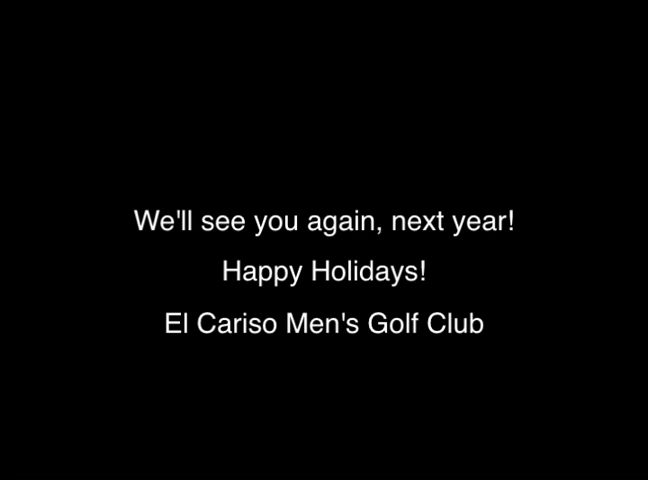 We'll see you again, next year!
Happy Holidays!
El Cariso Men's Golf Club